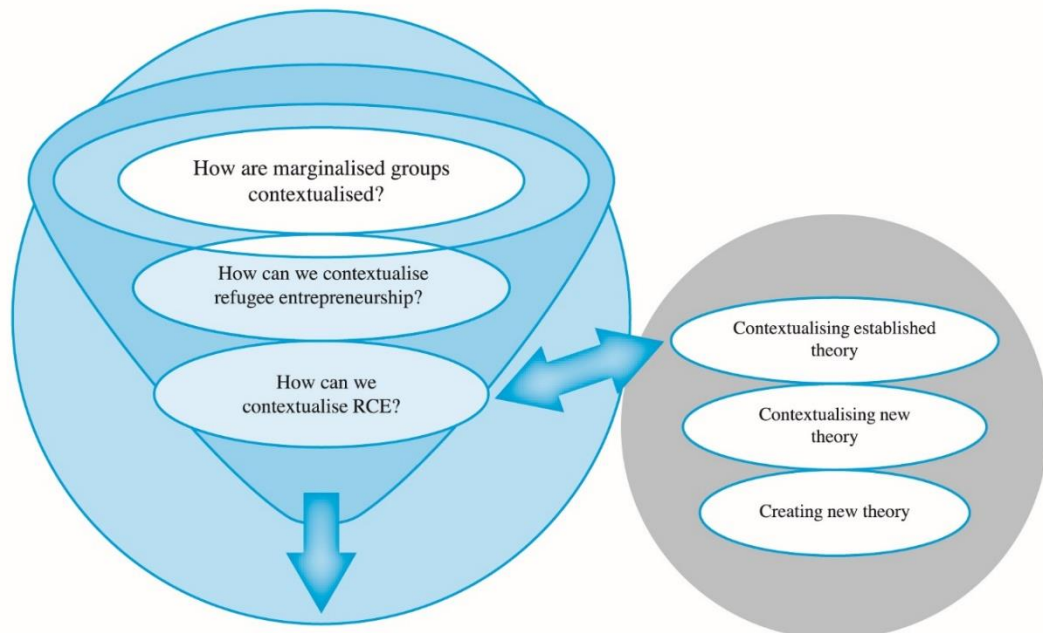 How are marginalised groups
contextualised?
How can we contextualise
refugee entrepreneurship?
How can we
contextualise RCE?
Contextualising established
theory
Contextualising new
theory
Creating new theory